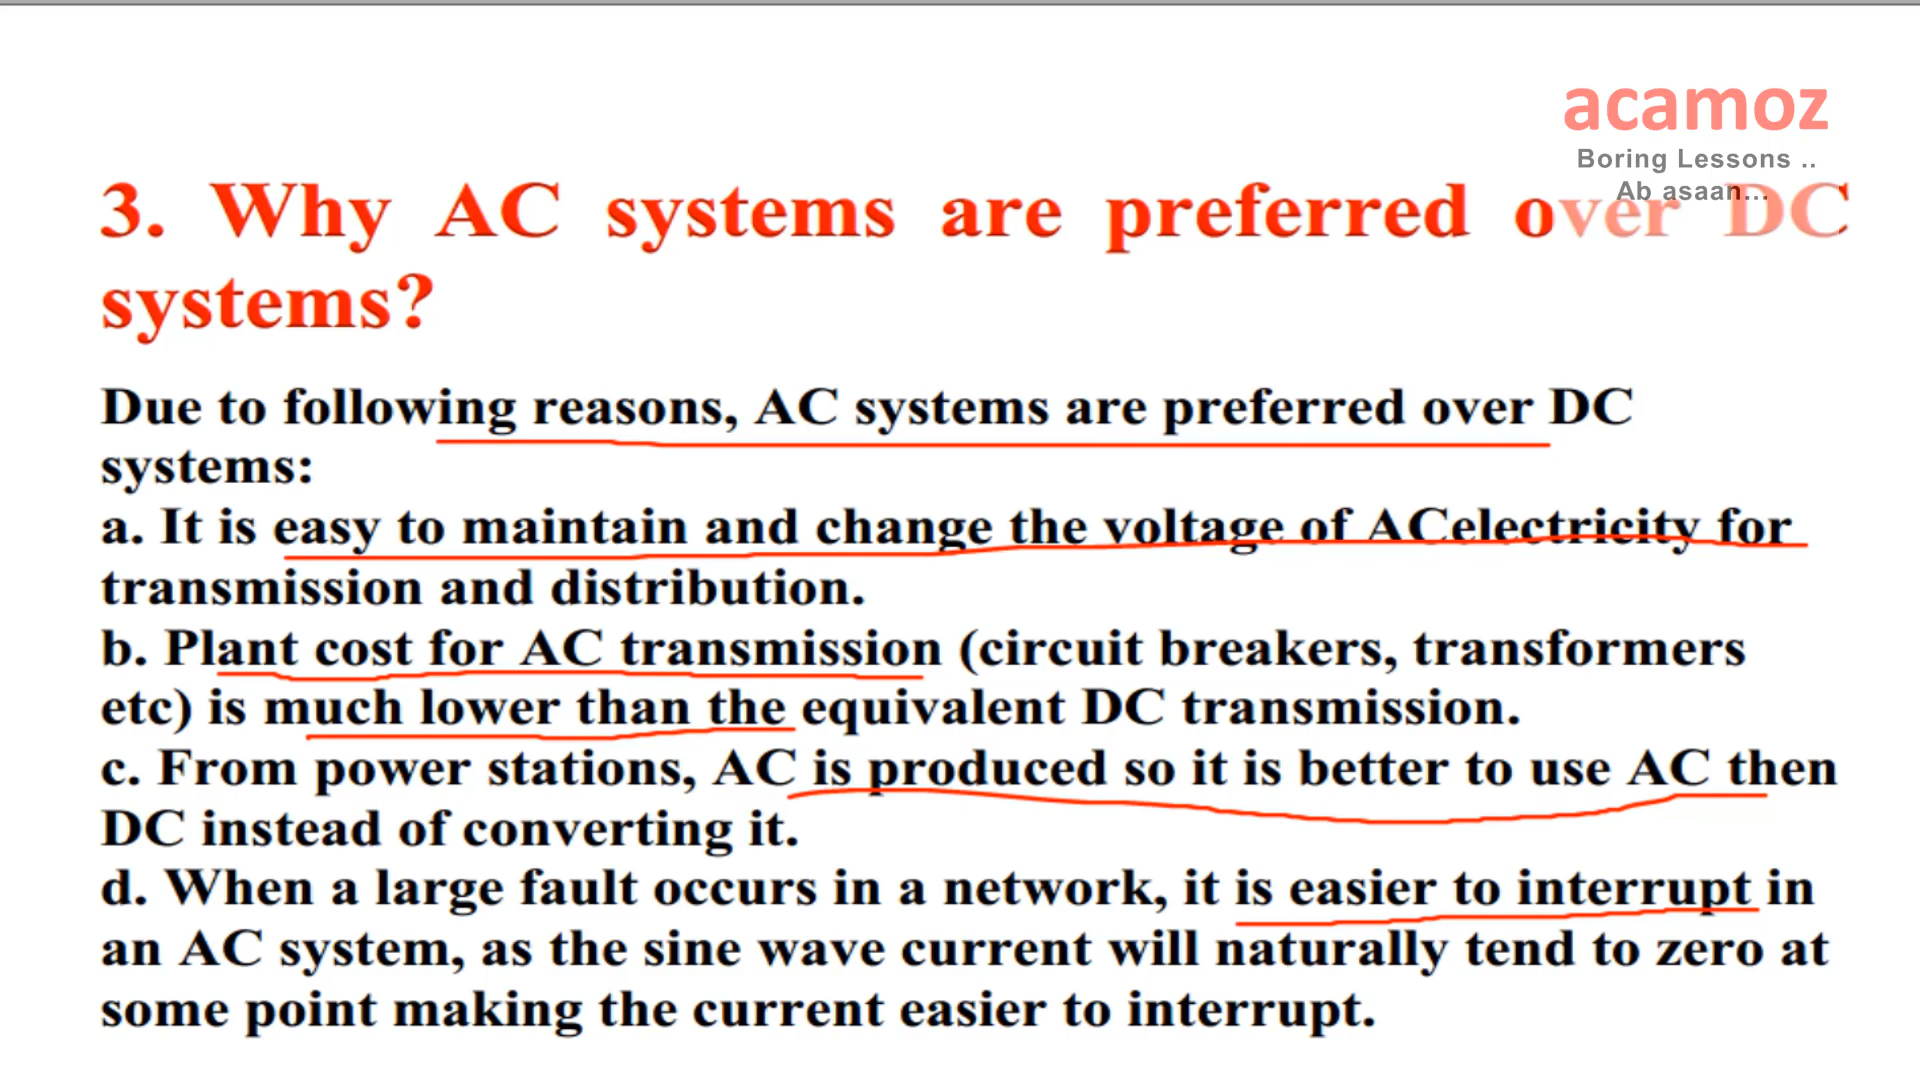 acamoz
Boring Lessons ..
Ab asaan...
3. Why AC systems are preferred over DC
systems?
Due to following reasons, AC systems are preferred over DC
systems:
a. It is easy to maintain and change the voltage of ACelectricity for
transmission and distribution.
b. Plant cost for AC transmission (circuit breakers, transformers
etc) is much lower than the equivalent DC transmission.
c. From power stations, AC is produced so it is better to use AC then
DC instead of converting it.
d. When a large fault occurs in a network, it is easier to interrupt in
an AC system, as the sine wave current will naturally tend to zero at
some point making the current easier to interrupt.